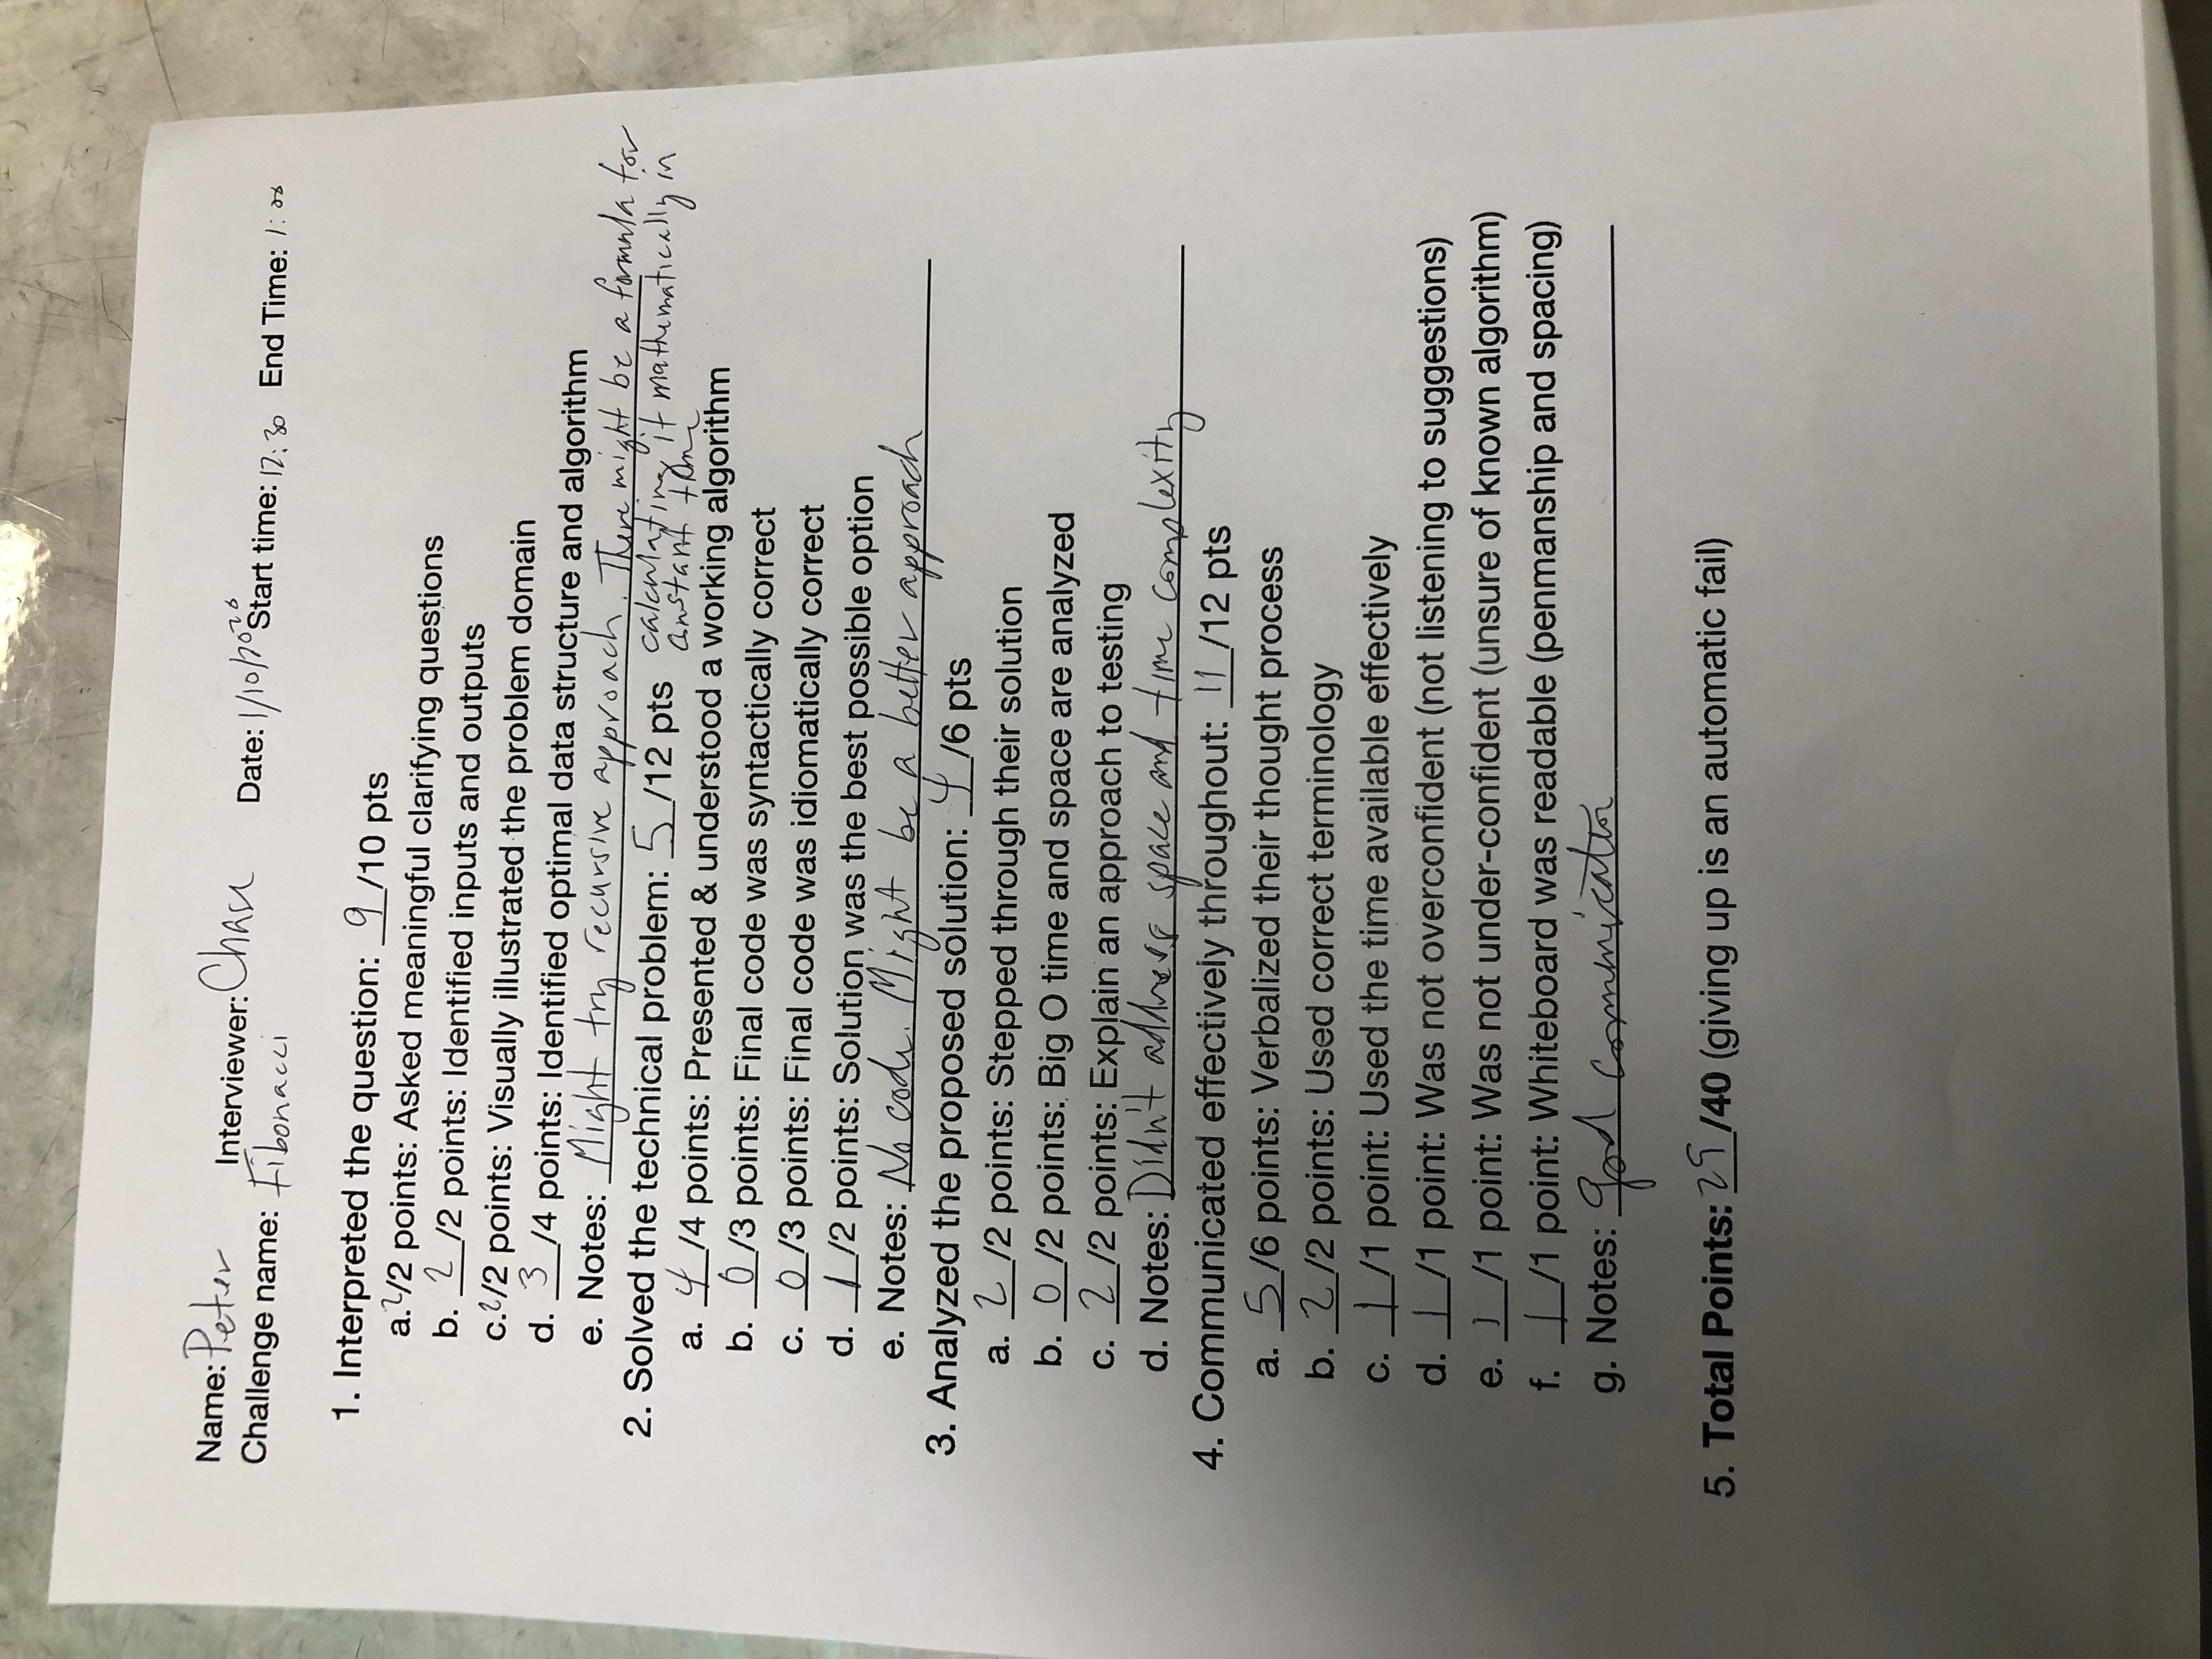 Name: Peter Interviewer: Chase Date: 1/10/2020 Start time: 12:30 End Time: 1:00
Challenge name: Fibonacci
1. Interpreted the question: 9/10 pts
a. 2/2 points: Asked meaningful clarifying questions
b. 2/2 points: Identified inputs and outputs
c. 2/2 points: Visually illustrated the problem domain
d. 3/4 points: Identified optimal data structure and algorithm
e. Notes: Might try recursive approach. There might be a formula for
calculating it mathematically in
constant time
2. Solved the technical problem: 5/12 pts
a. 4/4 points: Presented & understood a working algorithm
b. 0/3 points: Final code was syntactically correct
c. 0/3 points: Final code was idiomatically correct
d. 1/2 points: Solution was the best possible option
e. Notes: No code. Might be a better approach
3. Analyzed the proposed solution: 4/6 pts
a. 2/2 points: Stepped through their solution
b. 0/2 points: Big O time and space are analyzed
c. 2/2 points: Explain an approach to testing
d. Notes: Didn't address space and time complexity
4. Communicated effectively throughout: 11/12 pts
a. 5/6 points: Verbalized their thought process
b. 2/2 points: Used correct terminology
c. 1/1 point: Used the time available effectively
d. 1/1 point: Was not overconfident (not listening to suggestions)
e. 1/1 point: Was not under-confident (unsure of known algorithm)
f. 1/1 point: Whiteboard was readable (penmanship and spacing)
g. Notes: good communicator
5. Total Points: 29/40 (giving up is an automatic fail)